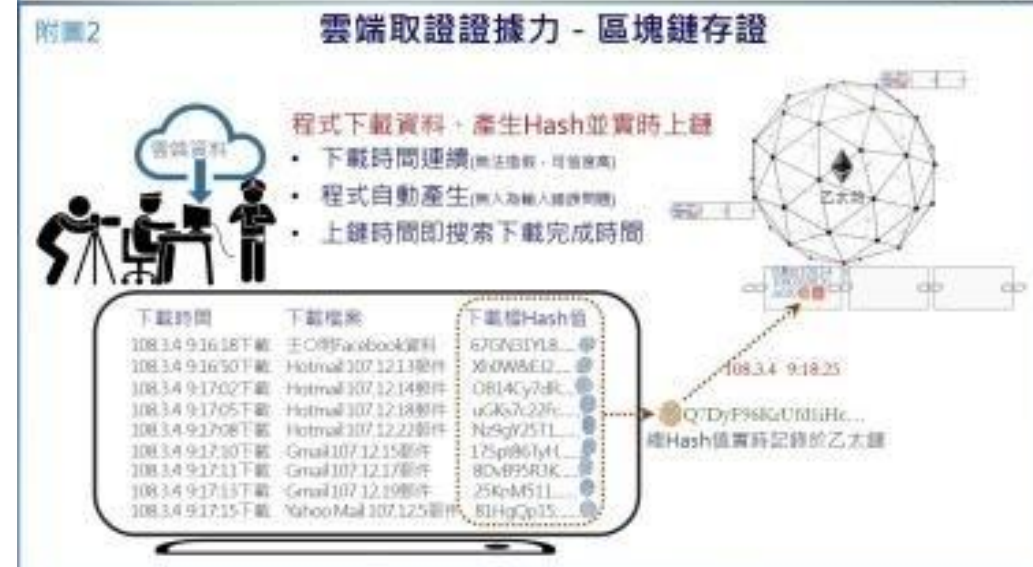 附圖2
雲端取證證據力 - 區塊鏈存證
雲端資料
程式下載資料、產生Hash並實時上鏈
• 下載時間連續(無法造假，可信度高)
• 程式自動產生(無人為輸入錯誤問題)
• 上鏈時間即搜索下載完成時間
乙太坊
下載時間 下載檔案 下載檔Hash值
108.3.4 9:16:18下載 王〇明Facebook資料 67GN31YL8....
108.3.4 9:16:50下載 Hotmail 107.12.13郵件
108.3.4 9:17:02下載 Hotmail 107.12.14郵件 OB14Cy7dR....
108.3.4 9:17:05下載 Hotmail 107.12.18郵件 uGKs7c22Fc....
108.3.4 9:17:08下載 Hotmail 107.12.22郵件 Nz9gY25T1....
108.3.4 9:17:10下載 Gmail 107.12.15郵件
108.3.4 9:17:11下載 Gmail 107.12.17郵件 8DvB95R3K....
108.3.4 9:17:13下載 Gmail 107.12.19郵件 25KpM511....
108.3.4 9:17:15下載 Yahoo Mail 107.12.5郵件 81HgQp15....
108.3.4 9:18:25
總Hash值實時記錄於乙太鏈